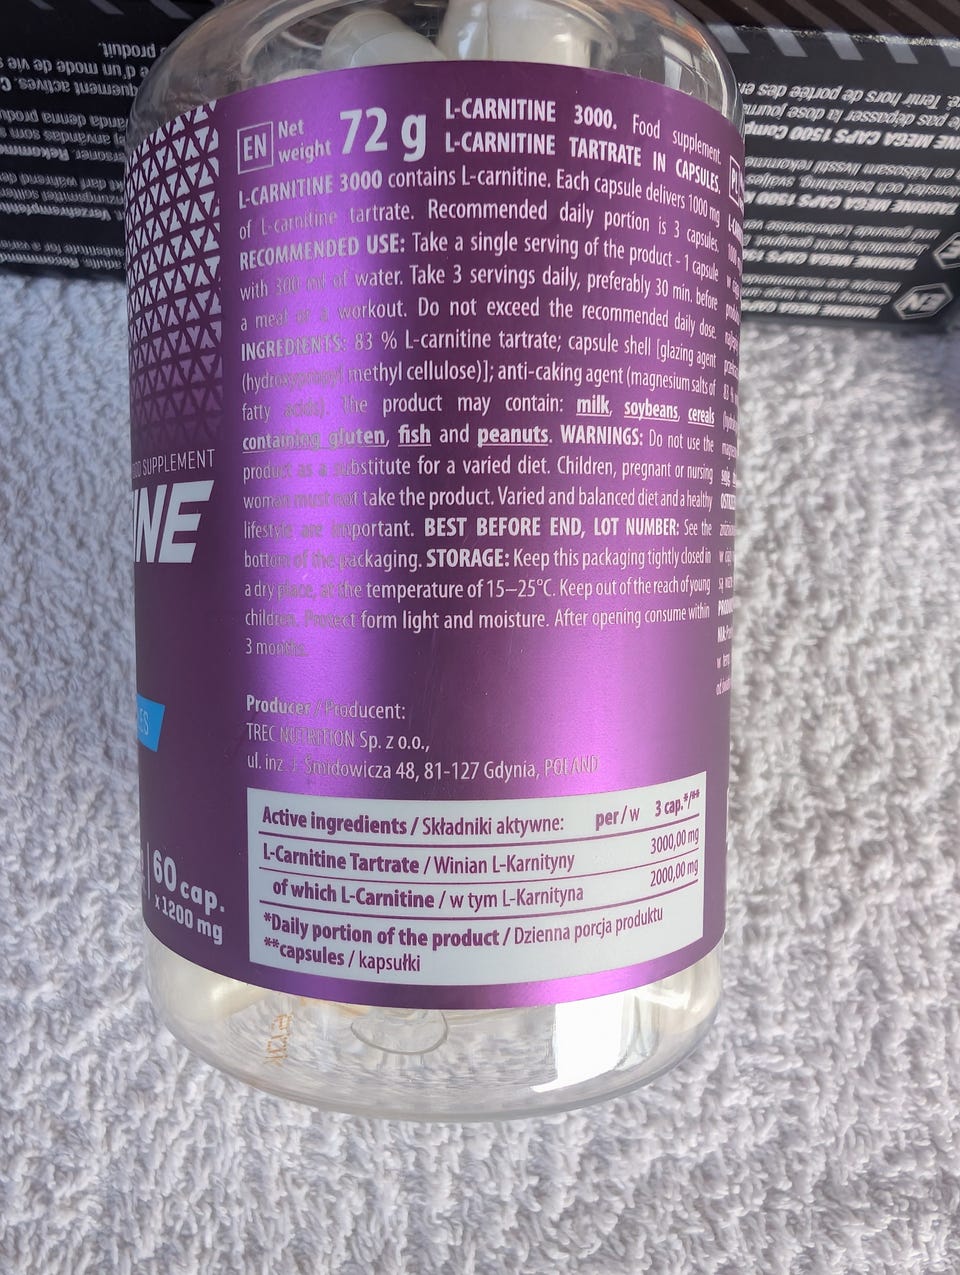 EN Net weight 72 g
L-CARNITINE 3000. Food supplement.
L-CARNITINE TARTRATE IN CAPSULES.
L-CARNITINE 3000 contains L-carnitine. Each capsule delivers 1000 mg
of L-carnitine tartrate. Recommended daily portion is 3 capsules.
RECOMMENDED USE: Take a single serving of the product - 1 capsule
with 300 ml of water. Take 3 servings daily, preferably 30 min. before
a meal or a workout. Do not exceed the recommended daily dose.
INGREDIENTS: 83 % L-carnitine tartrate; capsule shell [glazing agent
(hydroxypropyl methyl cellulose)]; anti-caking agent (magnesium salts of
fatty acids). The product may contain: milk, soybeans, cereals
containing gluten, fish and peanuts. WARNINGS: Do not use the
product as a substitute for a varied diet. Children, pregnant or nursing
woman must not take the product. Varied and balanced diet and a healthy
lifestyle are important. BEST BEFORE END, LOT NUMBER: See the
bottom of the packaging. STORAGE: Keep this packaging tightly closed in
a dry place, at the temperature of 15–25°C. Keep out of the reach of young
children. Protect form light and moisture. After opening consume within
3 months.
Producer / Producent:
TREC NUTRITION Sp. z o.o.,
ul. inz. J. Śmidowicza 48, 81-127 Gdynia, POLAND
Active ingredients / Składniki aktywne: per / w 3 cap.*/**
L-Carnitine Tartrate / Winian L-Karnityny 3000,00 mg
of which L-Carnitine / w tym L-Karnityna 2000,00 mg
*Daily portion of the product / Dzienna porcja produktu
**capsules / kapsułki
SUPPLEMENT
INE
60 cap.
x 1200 mg